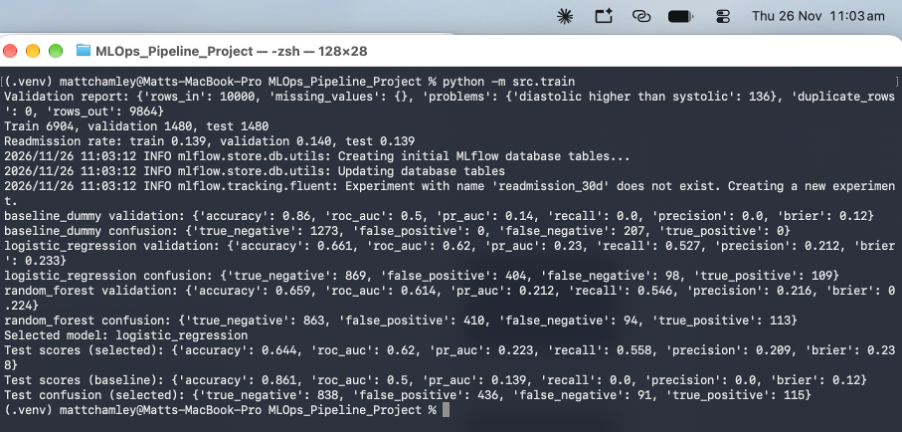 Thu 26 Nov 11:03 am
MLOps_Pipeline_Project — -zsh — 128×28
(.venv) mattchamley@Matts-MacBook-Pro MLOps_Pipeline_Project % python -m src.train
Validation report: {'rows_in': 10000, 'missing_values': {}, 'problems': {'diastolic higher than systolic': 136}, 'duplicate_rows
': 0, 'rows_out': 9864}
Train 6904, validation 1480, test 1480
Readmission rate: train 0.139, validation 0.140, test 0.139
2026/11/26 11:03:12 INFO mlflow.store.db.utils: Creating initial MLflow database tables...
2026/11/26 11:03:12 INFO mlflow.store.db.utils: Updating database tables
2026/11/26 11:03:12 INFO mlflow.tracking.fluent: Experiment with name 'readmission_30d' does not exist. Creating a new experimen
t.
baseline_dummy validation: {'accuracy': 0.86, 'roc_auc': 0.5, 'pr_auc': 0.14, 'recall': 0.0, 'precision': 0.0, 'brier': 0.12}
baseline_dummy confusion: {'true_negative': 1273, 'false_positive': 0, 'false_negative': 207, 'true_positive': 0}
logistic_regression validation: {'accuracy': 0.661, 'roc_auc': 0.62, 'pr_auc': 0.23, 'recall': 0.527, 'precision': 0.212, 'brier
': 0.233}
logistic_regression confusion: {'true_negative': 869, 'false_positive': 404, 'false_negative': 98, 'true_positive': 109}
random_forest validation: {'accuracy': 0.659, 'roc_auc': 0.614, 'pr_auc': 0.212, 'recall': 0.546, 'precision': 0.216, 'brier': 0
.224}
random_forest confusion: {'true_negative': 863, 'false_positive': 410, 'false_negative': 94, 'true_positive': 113}
Selected model: logistic_regression
Test scores (selected): {'accuracy': 0.644, 'roc_auc': 0.62, 'pr_auc': 0.223, 'recall': 0.558, 'precision': 0.209, 'brier': 0.23
8}
Test scores (baseline): {'accuracy': 0.861, 'roc_auc': 0.5, 'pr_auc': 0.139, 'recall': 0.0, 'precision': 0.0, 'brier': 0.12}
Test confusion (selected): {'true_negative': 838, 'false_positive': 436, 'false_negative': 91, 'true_positive': 115}
(.venv) mattchamley@Matts-MacBook-Pro MLOps_Pipeline_Project %